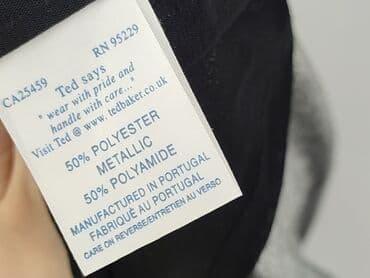 CA25459 RN 95229
Ted says
"wear with pride and
handle with care..."
Visit Ted @ www.tedbaker.co.uk
50% POLYESTER
METALLIC
50% POLYAMIDE
MANUFACTURED IN PORTUGAL
FABRIQUÉ AU PORTUGAL
CARE ON REVERSE/ENTRETIEN AU VERSO